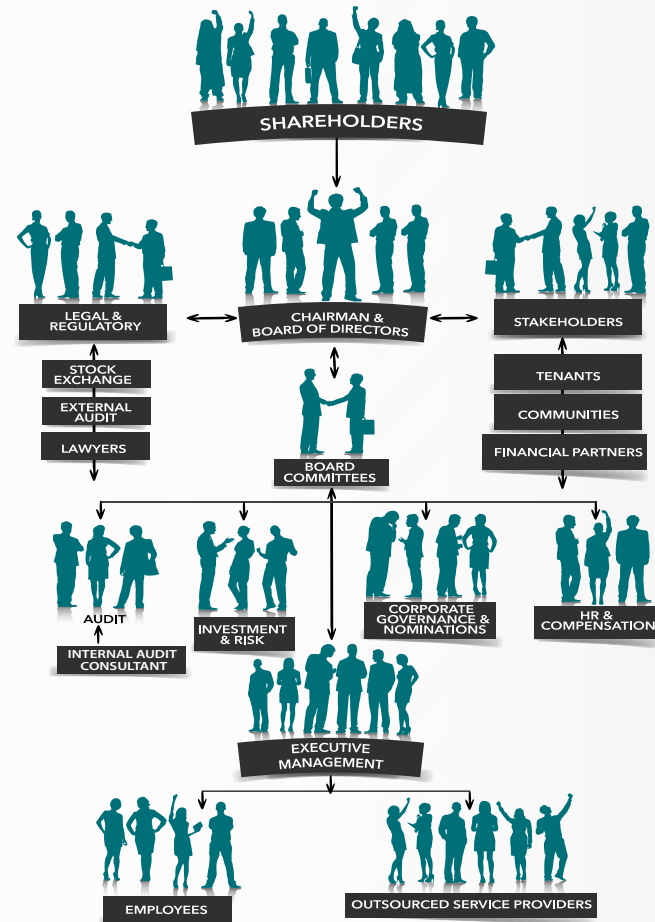 SHAREHOLDERS
LEGAL &
REGULATORY
CHAIRMAN &
BOARD OF DIRECTORS
STAKEHOLDERS
STOCK
EXCHANGE
EXTERNAL
AUDIT
LAWYERS
TENANTS
COMMUNITIES
FINANCIAL PARTNERS
BOARD
COMMITTEES
AUDIT
INTERNAL AUDIT
CONSULTANT
INVESTMENT
& RISK
CORPORATE
GOVERNANCE &
NOMINATIONS
HR &
COMPENSATION
EXECUTIVE
MANAGEMENT
EMPLOYEES
OUTSOURCED SERVICE PROVIDERS